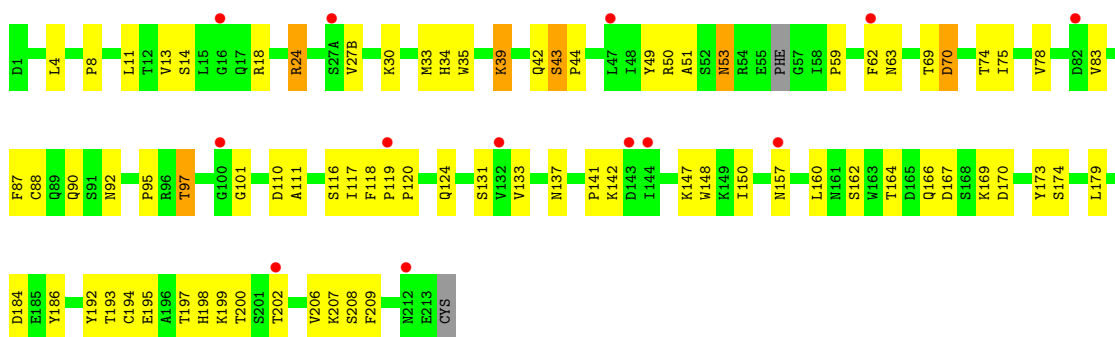 D1 L4 P8 L11 T12 V13 S14 L15 G16 Q17 R18 R24 S27A V27B K30 M33 H34 W35 K39 Q42 S43 P44 L47 I48 Y49 R50 A51 S52 N53 R54 E55 PHE G57 I58 P59 F62 N63 T69 D70 T74 I75 V78 D82 V83
F87 C88 Q89 Q90 S91 N92 P95 R96 T97 G100 G101 D110 A111 S116 I117 F118 P119 P120 Q124 S131 V132 V133 N137 P141 K142 D143 I144 K147 W148 K149 I150 N157 L160 N161 S162 W163 T164 D165 Q166 D167 S168 K169 D170 Y173 S174 L179
D184 E185 Y186 Y192 T193 C194 E195 A196 T197 H198 K199 T200 S201 T202 V206 K207 S208 F209 N212 E213 CYS